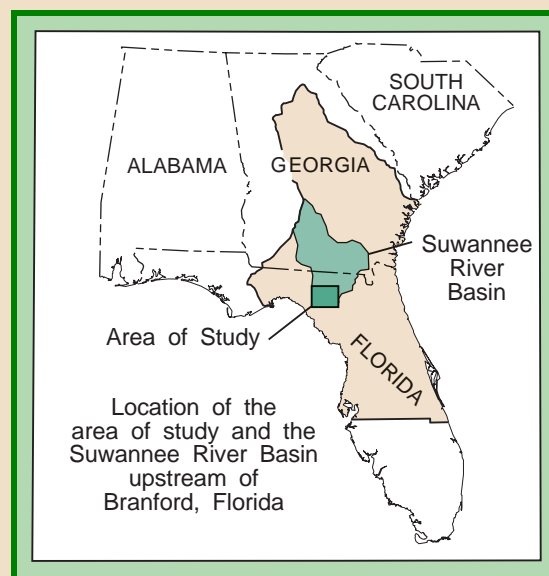 SOUTH
CAROLINA
ALABAMA
GEORGIA
Suwannee
River
Basin
Area of Study
FLORIDA
Location of the
area of study and the
Suwannee River Basin
upstream of
Branford, Florida